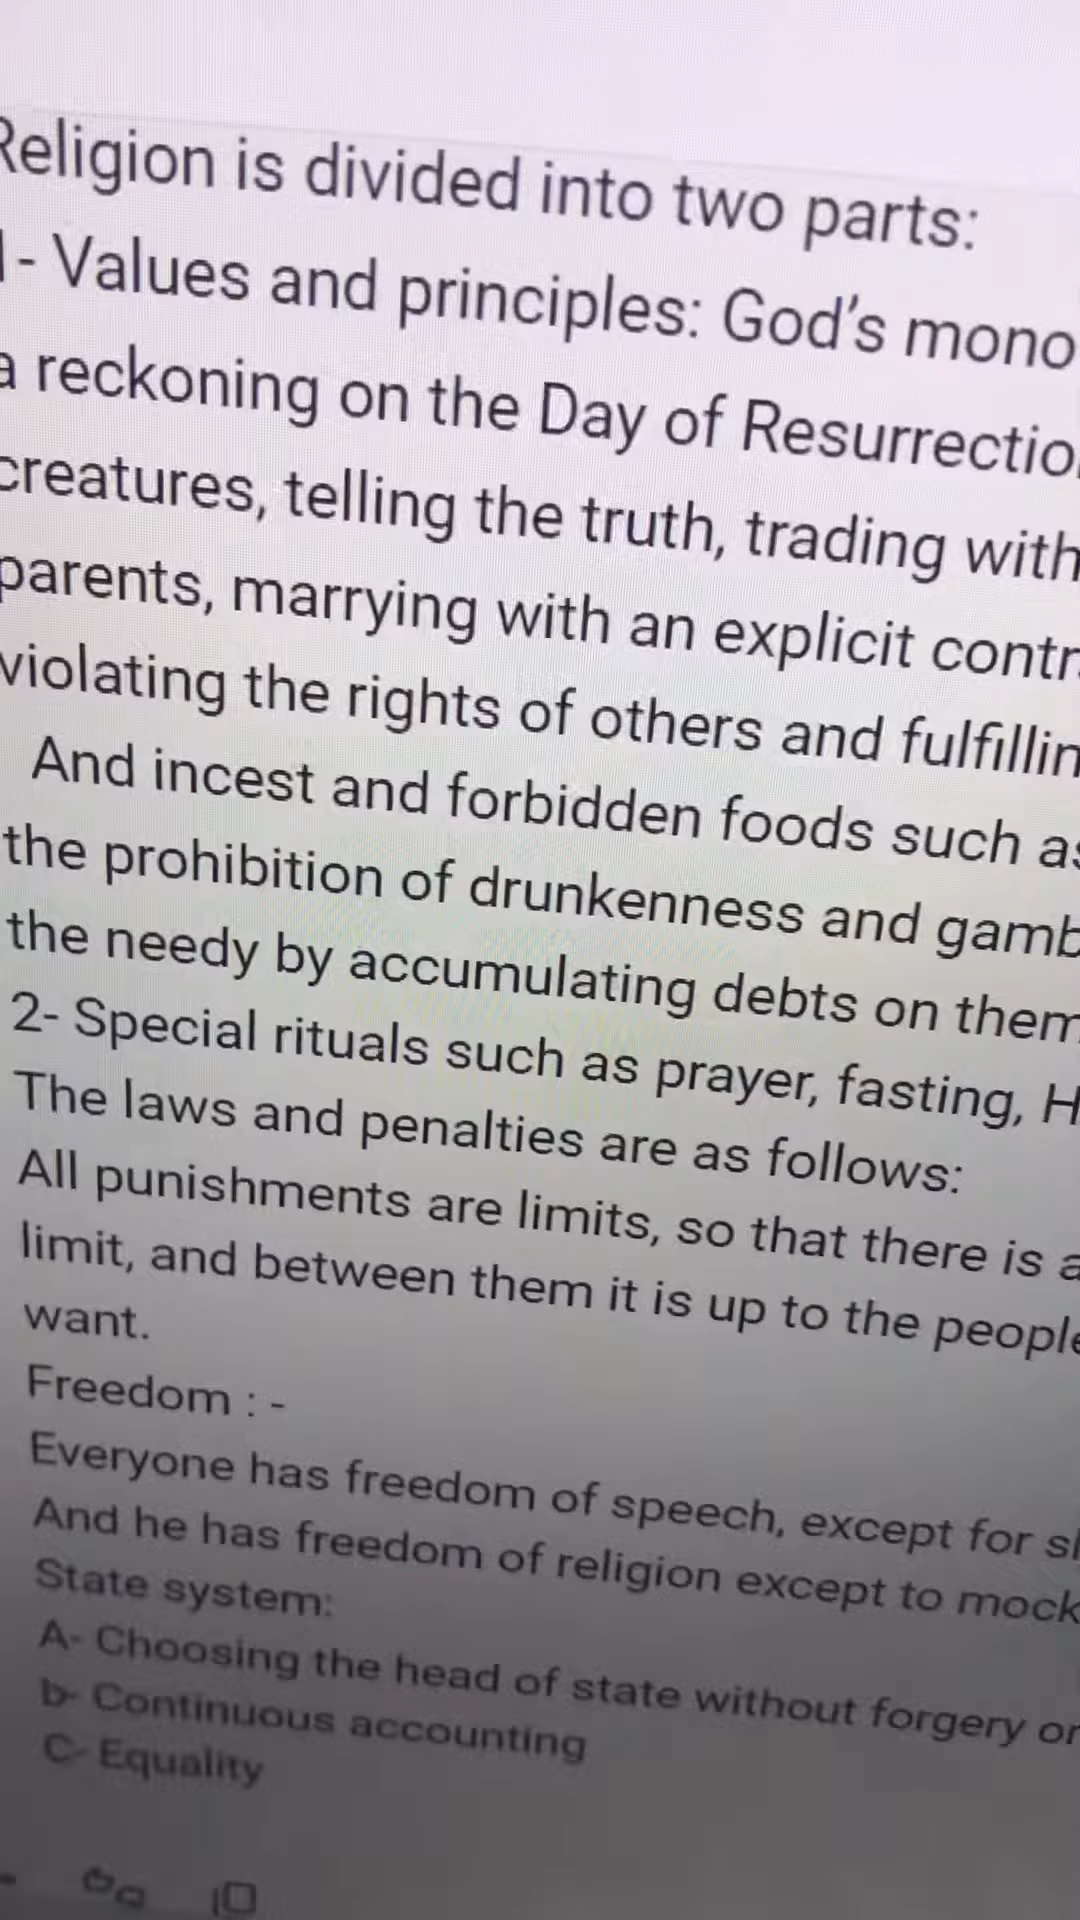 Religion is divided into two parts:
1- Values and principles: God's mono
a reckoning on the Day of Resurrectio
creatures, telling the truth, trading with
parents, marrying with an explicit contr
violating the rights of others and fulfillin
And incest and forbidden foods such as
the prohibition of drunkenness and gamb
the needy by accumulating debts on them
2- Special rituals such as prayer, fasting, H
The laws and penalties are as follows:
All punishments are limits, so that there is a
limit, and between them it is up to the people
want.
Freedom : -
Everyone has freedom of speech, except for sl
And he has freedom of religion except to mock
State system:
A- Choosing the head of state without forgery or
b- Continuous accounting
C- Equality